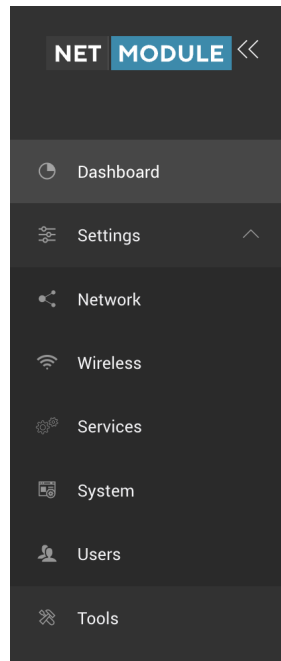 NET MODULE
Dashboard
Settings
Network
Wireless
Services
System
Users
Tools